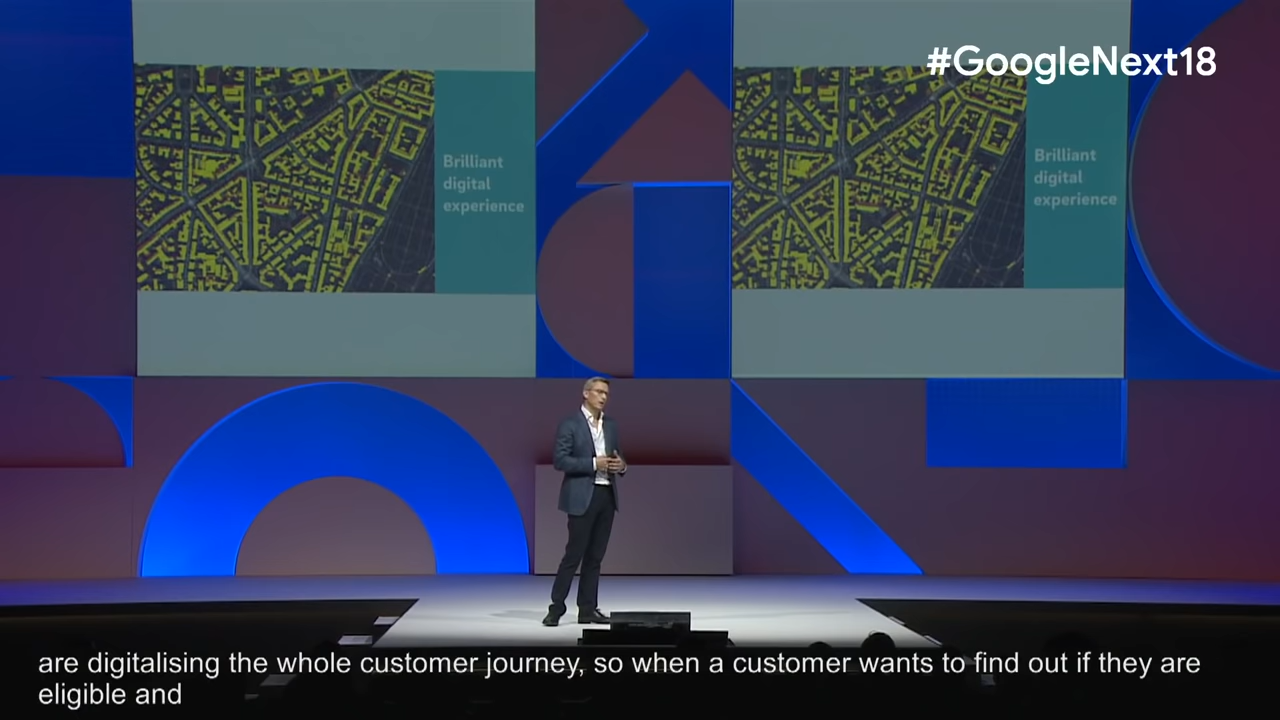 #GoogleNext18
Brilliant
digital
experience
Brilliant
digital
experience
are digitalising the whole customer journey, so when a customer wants to find out if they are
eligible and